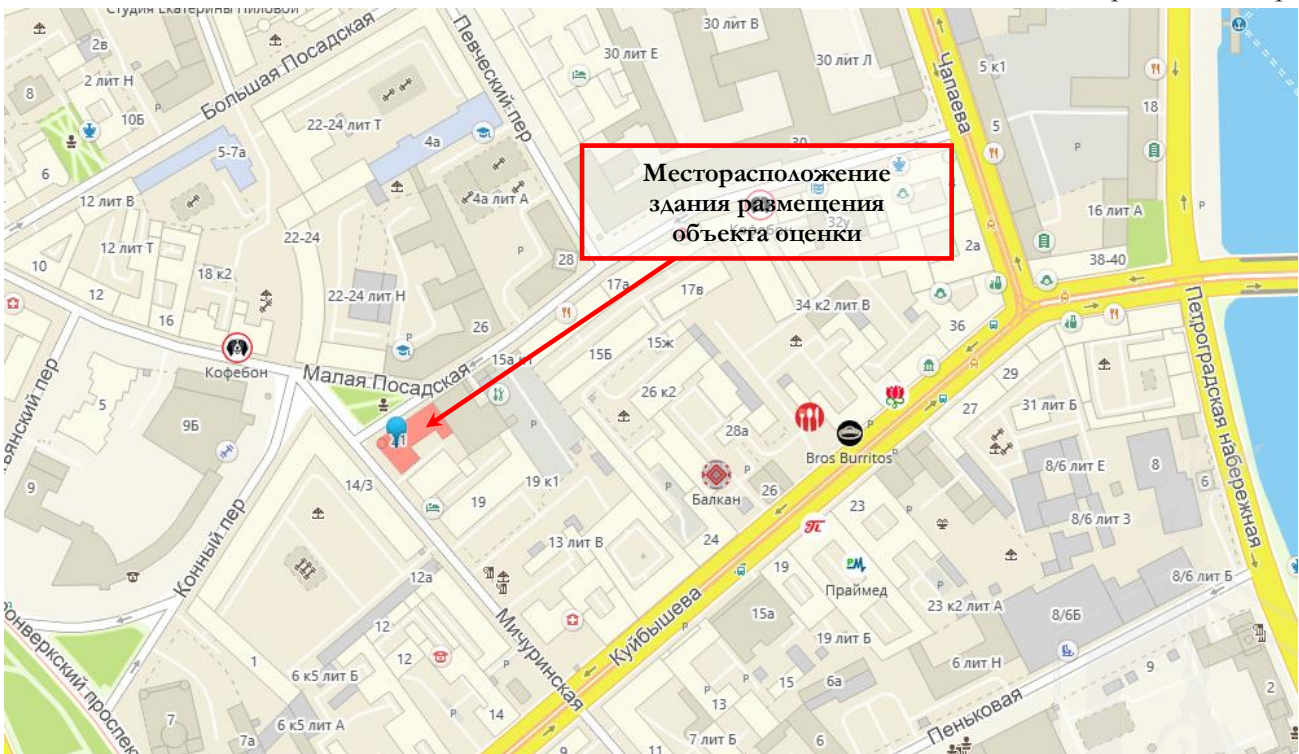 Студия Екатерины Пиловой
2в
2 лит Н
8
10Б
Большая Посадская
Певческий пер
30 лит В
30 лит Е
30 лит Л
Чапаева
5 к1
18
5
P
22-24 лит Т
4а
5-7а
6
12 лит В
4а лит А
30
Месторасположение
здания размещения
объекта оценки
Кофебон
32у
2а
16 лит А
38-40
12 лит Т
22-24
28
10
18 к2
12
16
22-24 лит Н
17а
17в
34 к2 лит В
36
26
Кофебон
Малая Посадская
15а к1
15Б
15ж
26 к2
29
27
31 лит Б
Петроградская набережная
5
9Б
9
14/3
19
19 к1
28а
Bros Burritos
Балкан
26
23
8/6 лит Е
8
6
8/6 лит З
13 лит В
24
19
Праймед
23 к2 лит А
8/6 лит Б
8/6Б
Конный пер
12а
12
12
Мичуринская
Куйбышева
15а
19 лит Б
6 лит Н
9
1
6 к5 лит Б
6 к5 лит А
14
7
7а
15
6а
13
7 лит Б
6
11
9
Пеньковая
2